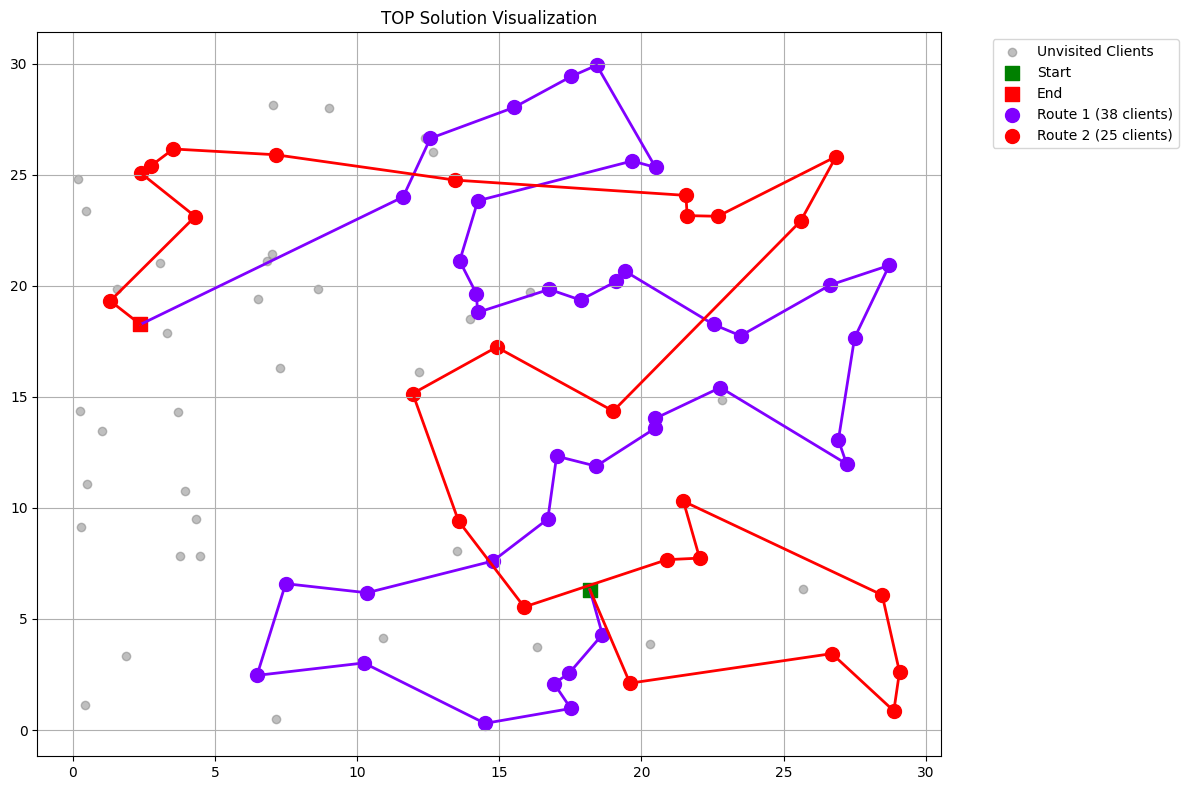 TOP Solution Visualization
30
25
20
15
10
5
0
0 5 10 15 20 25 30
Unvisited Clients
Start
End
Route 1 (38 clients)
Route 2 (25 clients)